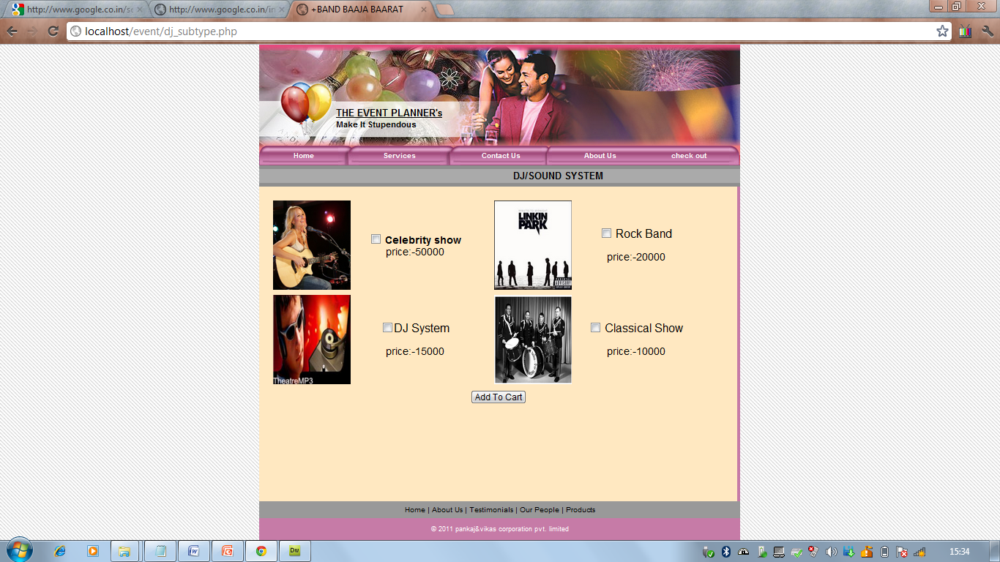 http://www.google.co.in/se
http://www.google.co.in/in
+BAND BAAJA BAARAT
localhost/event/dj_subtype.php
THE EVENT PLANNER's
Make It Stupendous
Home
Services
Contact Us
About Us
check out
DJ/SOUND SYSTEM
Celebrity show
price:-50000
LINKIN
PARK
Rock Band
price:-20000
DJ System
price:-15000
TheatreMP3
Classical Show
price:-10000
Add To Cart
Home | About Us | Testimonials | Our People | Products
© 2011 pankaj&vikas corporation pvt. limited
Dw
15:34